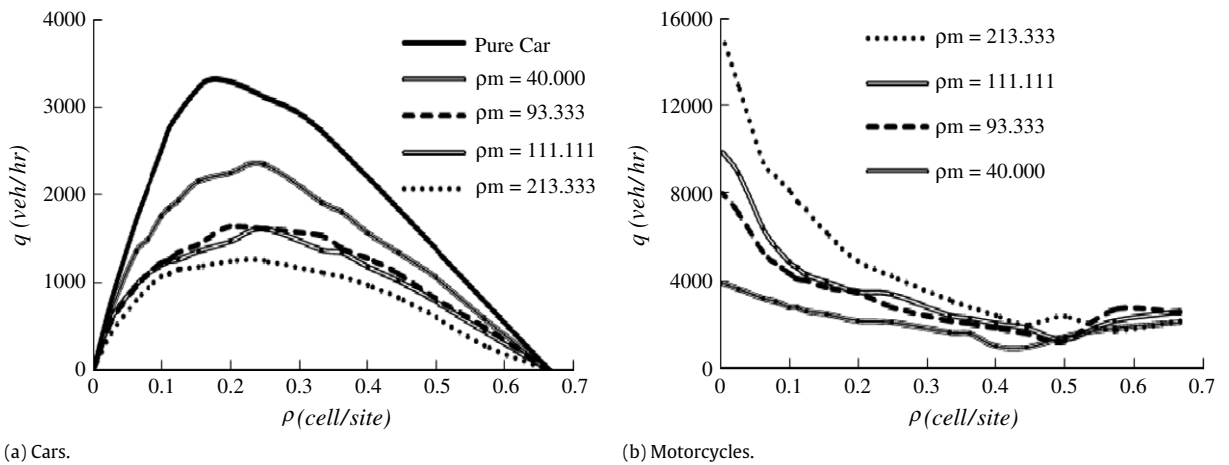 4000
3000
2000
1000
0
q (veh/hr)
Pure Car
ρm = 40.000
ρm = 93.333
ρm = 111.111
ρm = 213.333
0 0.1 0.2 0.3 0.4 0.5 0.6 0.7
ρ (cell/site)
(a) Cars.
16000
12000
8000
4000
0
q (veh/hr)
ρm = 213.333
ρm = 111.111
ρm = 93.333
ρm = 40.000
0 0.1 0.2 0.3 0.4 0.5 0.6 0.7
ρ (cell/site)
(b) Motorcycles.